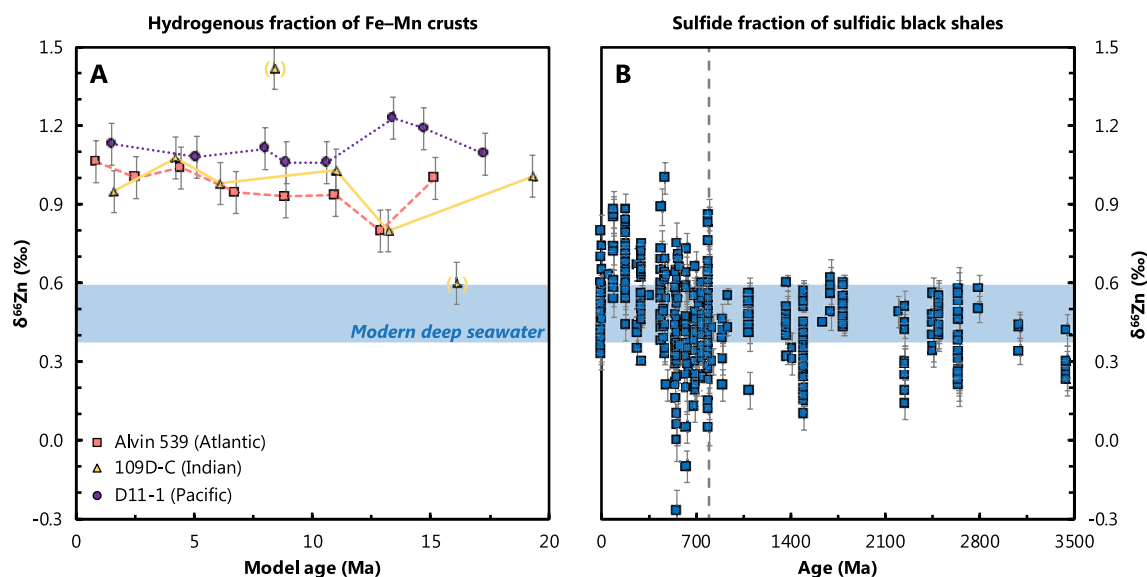 Hydrogenous fraction of Fe–Mn crusts
Sulfide fraction of sulfidic black shales
A
B
δ⁶⁶Zn (‰)
1.5
1.2
0.9
0.6
0.3
0.0
-0.3
Modern deep seawater
Alvin 539 (Atlantic)
109D-C (Indian)
D11-1 (Pacific)
0 5 10 15 20
Model age (Ma)
0 700 1400 2100 2800 3500
Age (Ma)
1.5
1.2
0.9
0.6
0.3
0.0
-0.3
δ⁶⁶Zn (‰)